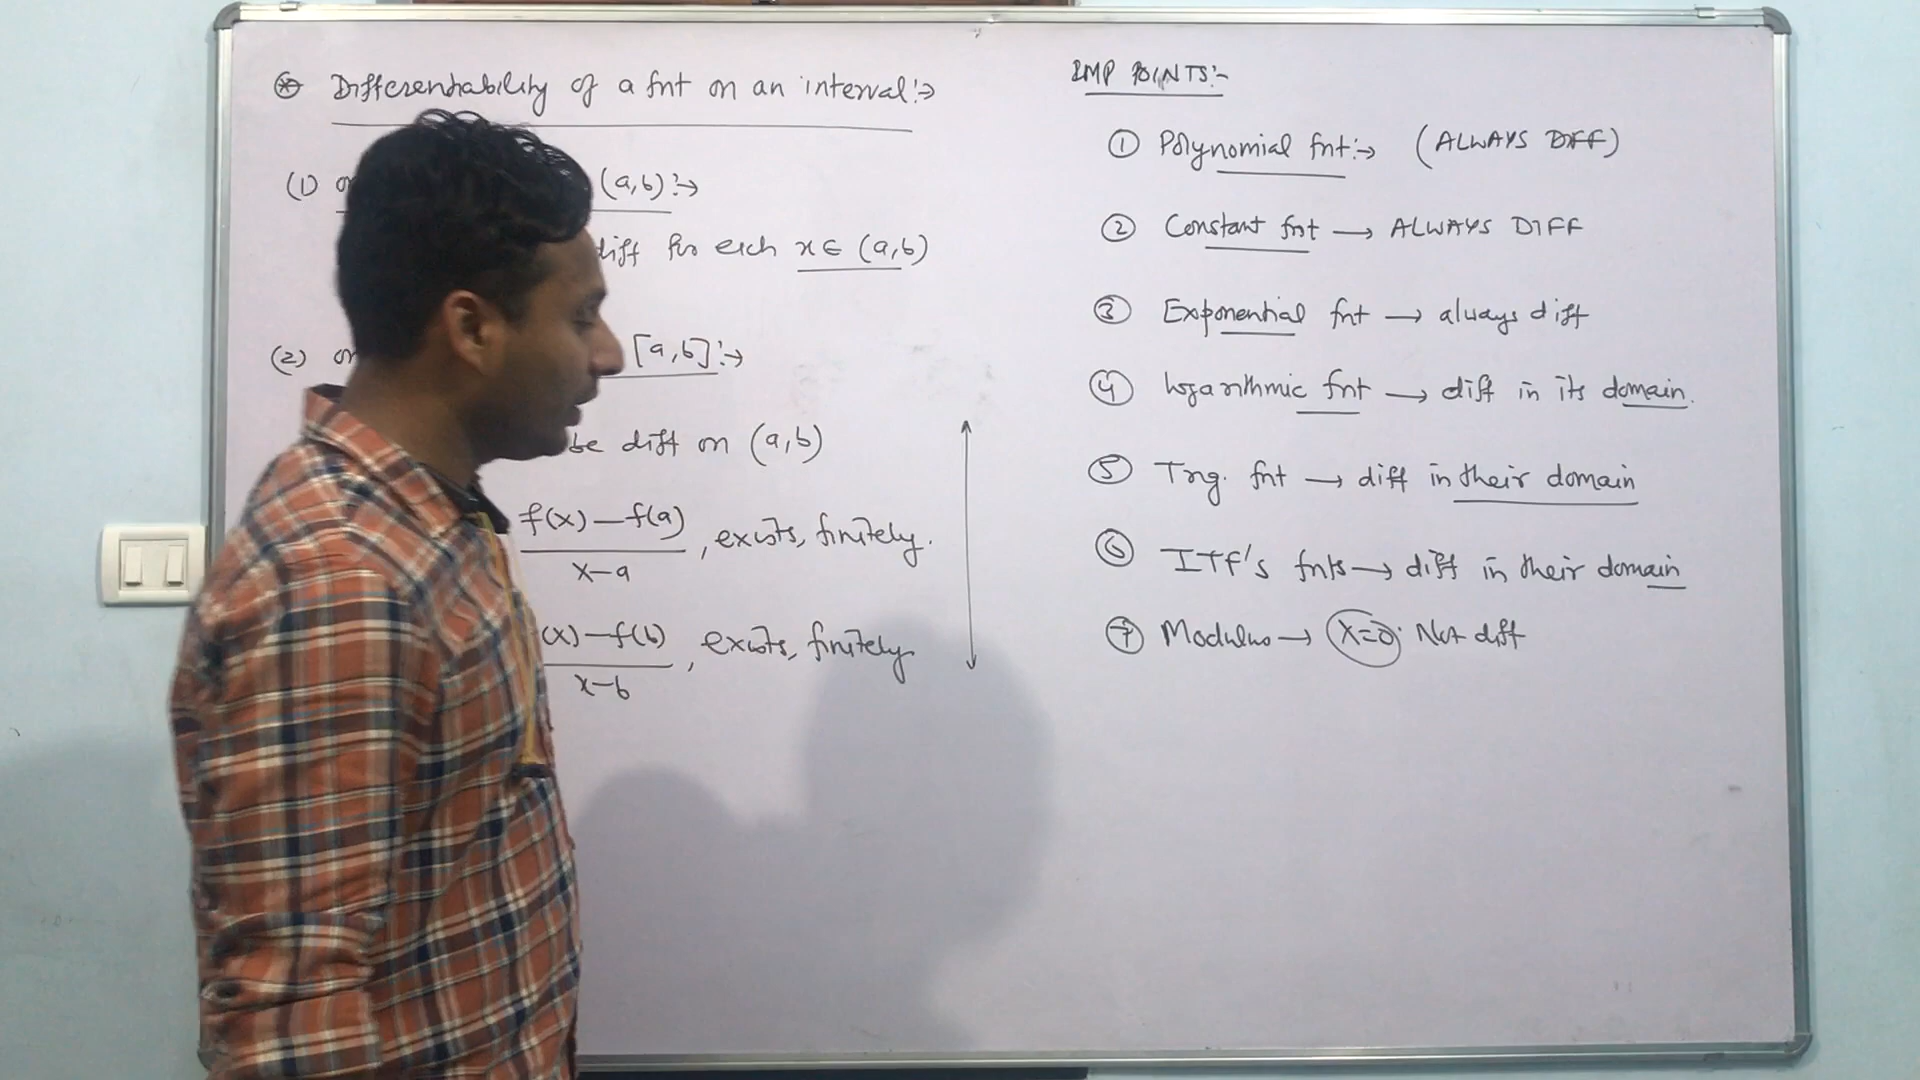 Differentiability of a fnt on an interval:→
(1) (a,b):→
diff for each x∈ (a,b)
(2) [a,b]:→
be diff on (a,b)
f(x)—f(a)
x—a
, exists, finitely.
(x)—f(b)
x—b
, exists, finitely
IMP POINTS:-
① Polynomial fnt:→ (ALWAYS DIFF)
② Constant fnt → ALWAYS DIFF
③ Exponential fnt → always diff
④ logarithmic fnt → diff in its domain.
⑤ Trig. fnt → diff in their domain
⑥ ITF's fnts → diff in their domain
⑦ Modulus → x=0. Not diff